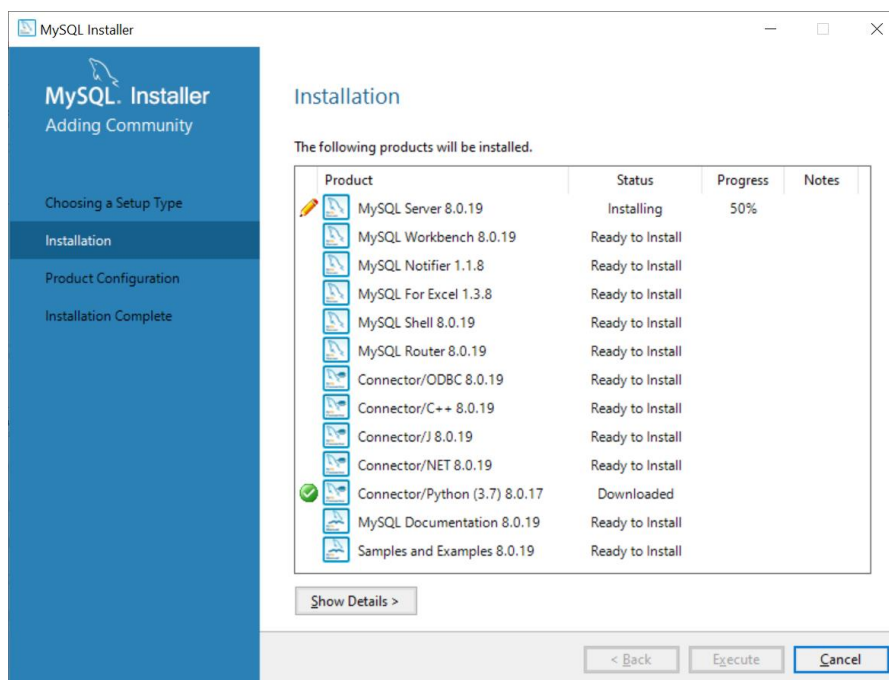 MySQL Installer
MySQL. Installer
Adding Community
Choosing a Setup Type
Installation
Product Configuration
Installation Complete
Installation
The following products will be installed.
Product Status Progress Notes
MySQL Server 8.0.19 Installing 50%
MySQL Workbench 8.0.19 Ready to Install
MySQL Notifier 1.1.8 Ready to Install
MySQL For Excel 1.3.8 Ready to Install
MySQL Shell 8.0.19 Ready to Install
MySQL Router 8.0.19 Ready to Install
Connector/ODBC 8.0.19 Ready to Install
Connector/C++ 8.0.19 Ready to Install
Connector/J 8.0.19 Ready to Install
Connector/NET 8.0.19 Ready to Install
Connector/Python (3.7) 8.0.17 Downloaded
MySQL Documentation 8.0.19 Ready to Install
Samples and Examples 8.0.19 Ready to Install
Show Details >
< Back Execute Cancel